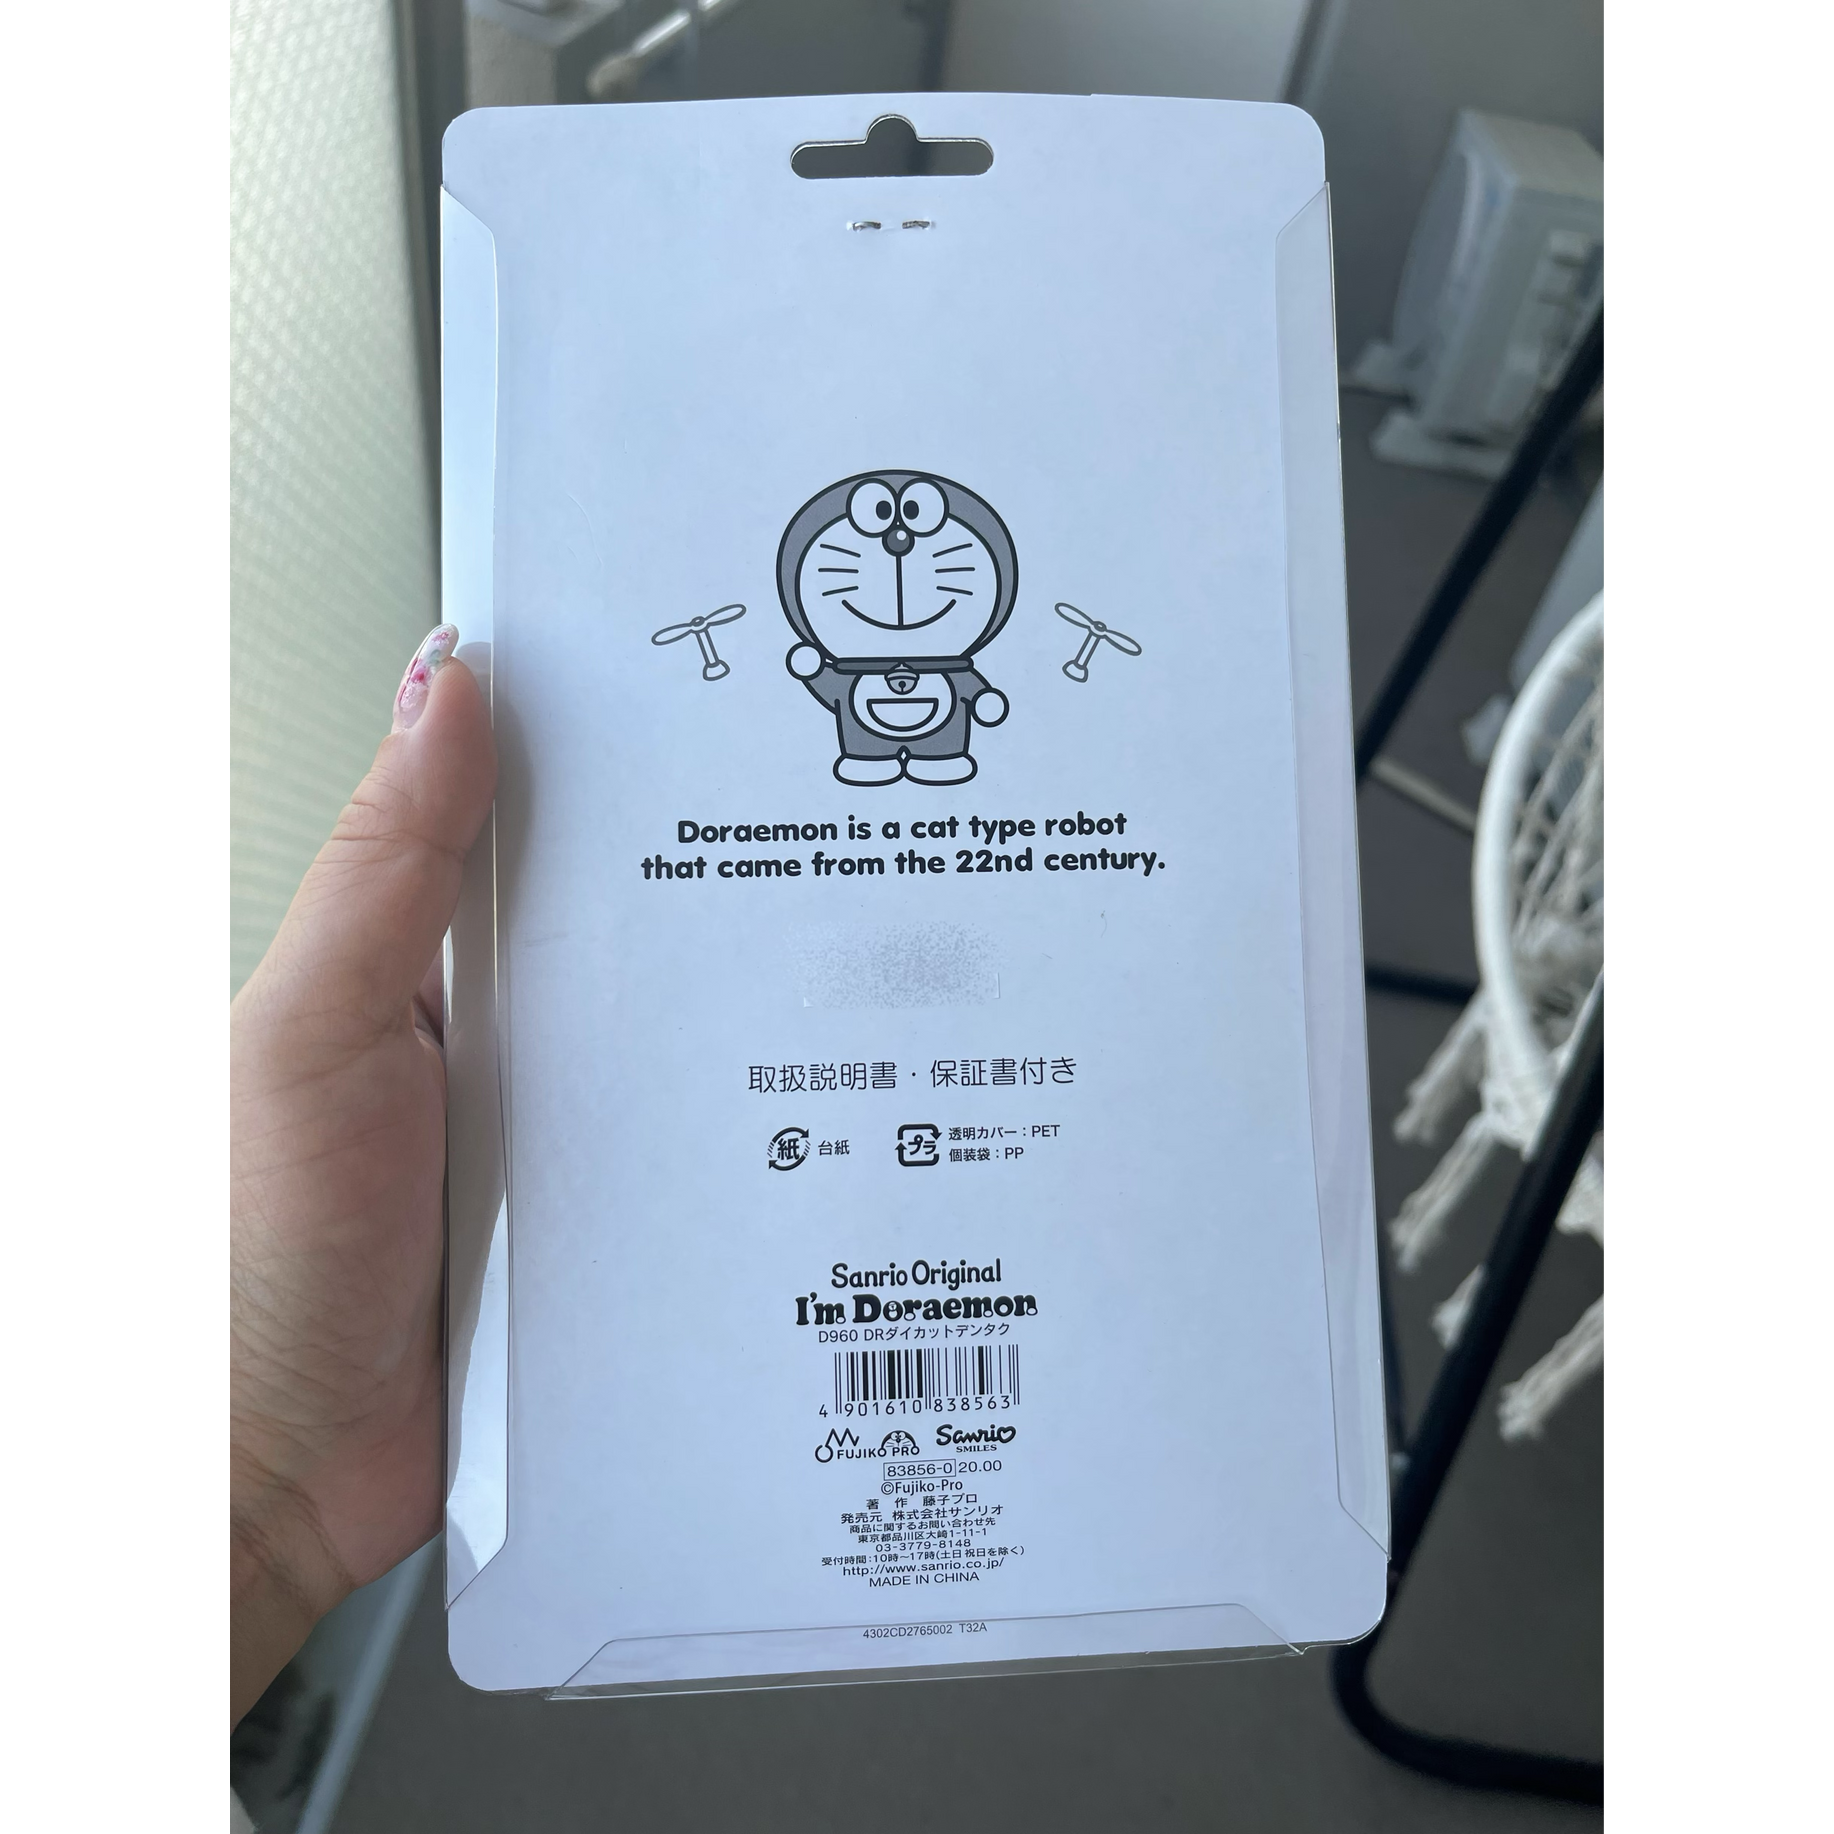 Doraemon is a cat type robot
that came from the 22nd century.
取扱説明書・保証書付き
紙 台紙
プラ 透明カバー：PET
個装袋：PP
Sanrio Original
I'm Doraemon
D960 DRダイカットデンタク
4 901610 838563
FUJIKO PRO Sanrio
SMILES
83856-0 20.00
©Fujiko-Pro
著 作 藤子プロ
発売元 株式会社サンリオ
商品に関するお問い合わせ先
東京都品川区大崎1-11-1
03-3779-8148
受付時間：10時～17時(土日祝日を除く)
http://www.sanrio.co.jp/
MADE IN CHINA
4302CD2765002 T32A